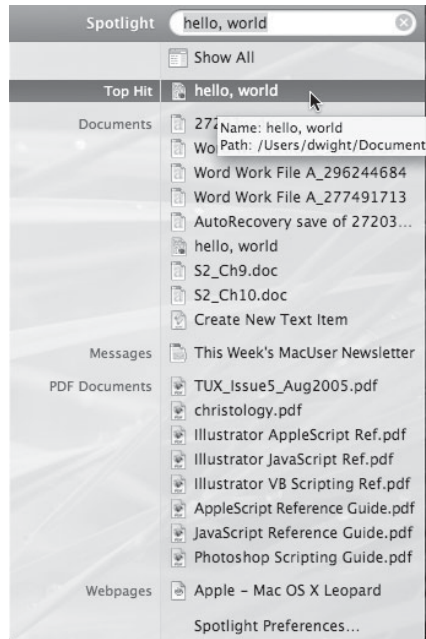 Spotlight hello, world
Show All
Top Hit hello, world
Documents 272
Name: hello, world
Path: /Users/dwight/Document
Wo
Word Work File A_296244684
Word Work File A_277491713
AutoRecovery save of 27203...
hello, world
S2_Ch9.doc
S2_Ch10.doc
Create New Text Item
Messages This Week's MacUser Newsletter
PDF Documents TUX_Issue5_Aug2005.pdf
christology.pdf
Illustrator AppleScript Ref.pdf
Illustrator JavaScript Ref.pdf
Illustrator VB Scripting Ref.pdf
AppleScript Reference Guide.pdf
JavaScript Reference Guide.pdf
Photoshop Scripting Guide.pdf
Webpages Apple – Mac OS X Leopard
Spotlight Preferences...